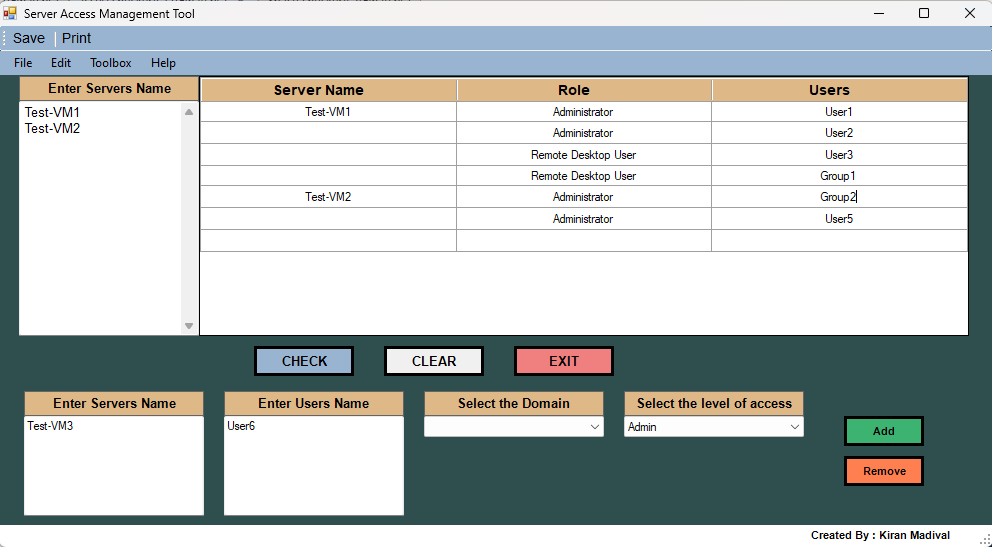 Server Access Management Tool
Save Print
File Edit Toolbox Help
Enter Servers Name
Test-VM1
Test-VM2
Server Name Role Users
Test-VM1 Administrator User1
Administrator User2
Remote Desktop User User3
Remote Desktop User Group1
Test-VM2 Administrator Group2
Administrator User5
CHECK CLEAR EXIT
Enter Servers Name Enter Users Name Select the Domain Select the level of access
Test-VM3 User6 Admin
Add
Remove
Created By : Kiran Madival